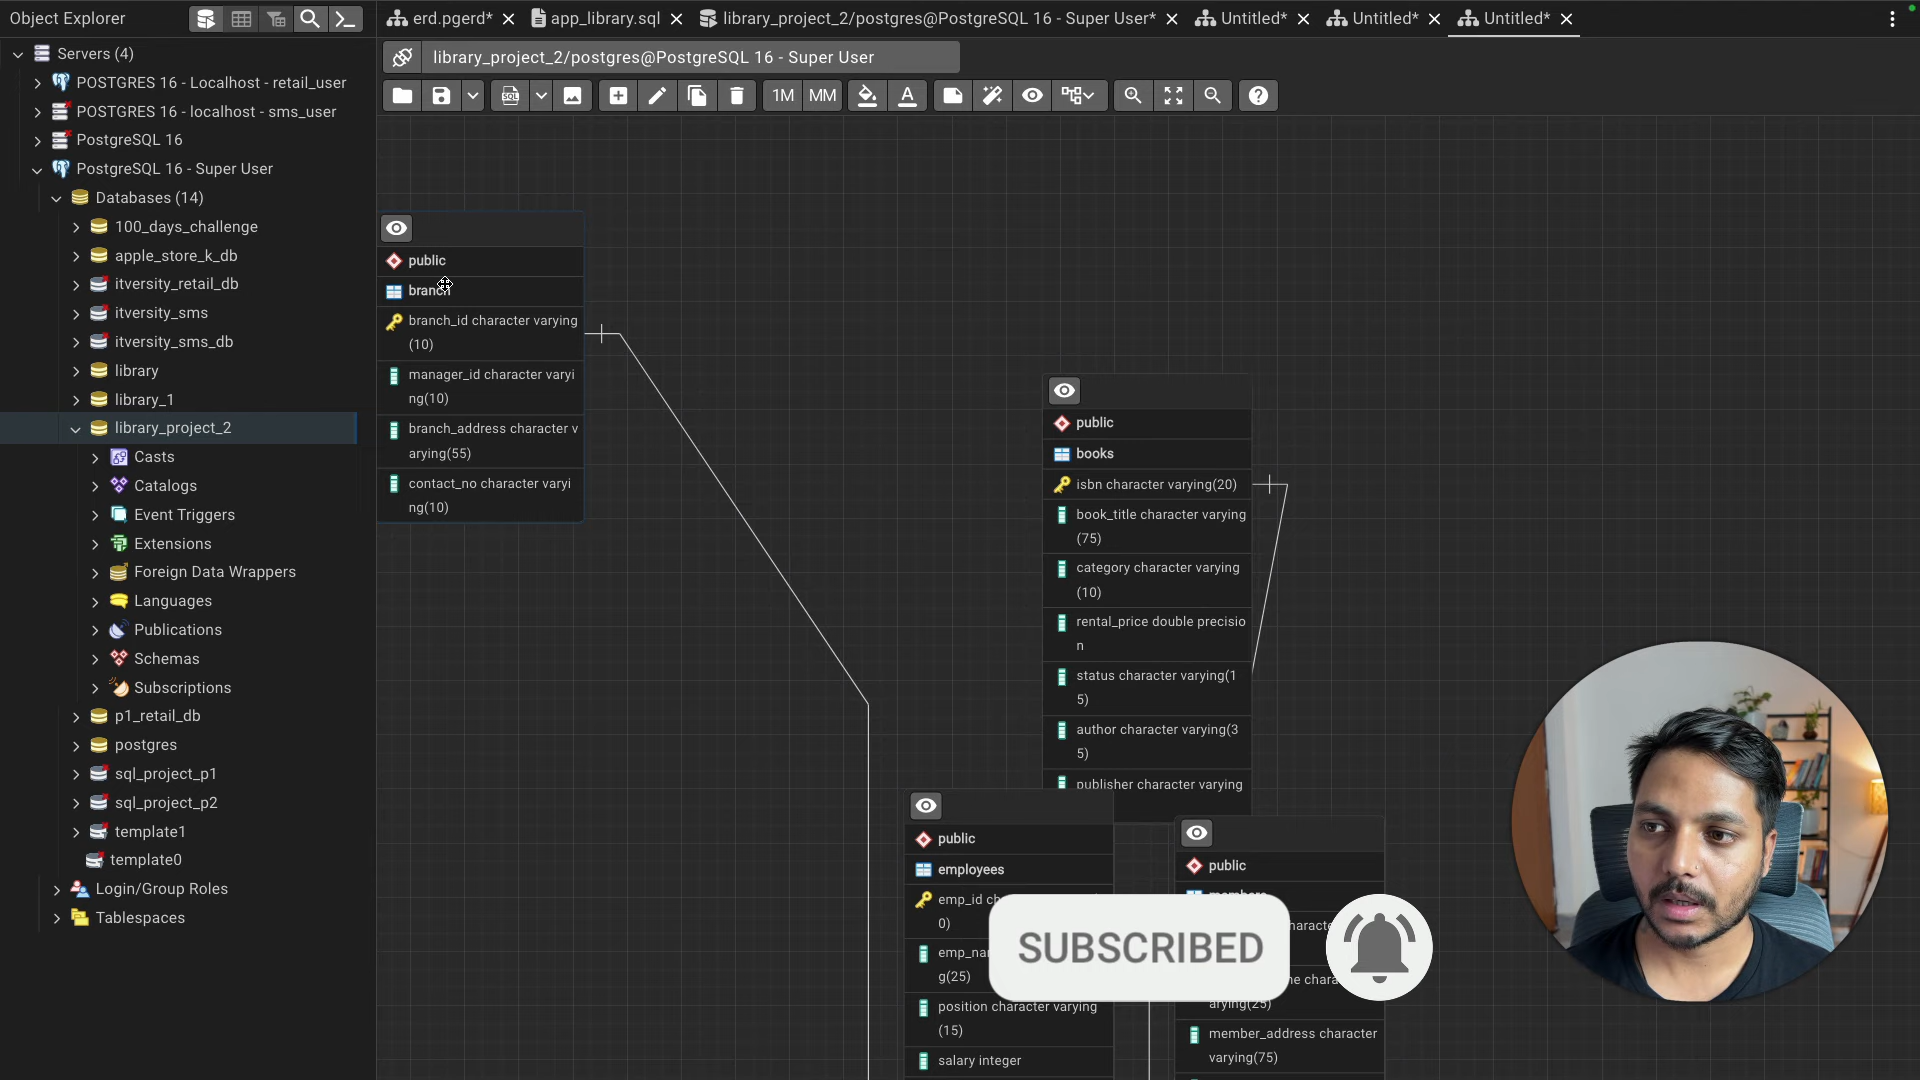 Object Explorer
erd.pgerd*
app_library.sql
library_project_2/postgres@PostgreSQL 16 - Super User*
Untitled*
Untitled*
Untitled*
Servers (4)
POSTGRES 16 - Localhost - retail_user
POSTGRES 16 - localhost - sms_user
PostgreSQL 16
PostgreSQL 16 - Super User
Databases (14)
100_days_challenge
apple_store_k_db
itversity_retail_db
itversity_sms
itversity_sms_db
library
library_1
library_project_2
Casts
Catalogs
Event Triggers
Extensions
Foreign Data Wrappers
Languages
Publications
Schemas
Subscriptions
p1_retail_db
postgres
sql_project_p1
sql_project_p2
template1
template0
Login/Group Roles
Tablespaces
library_project_2/postgres@PostgreSQL 16 - Super User
SQL
1M
MM
public
branch
branch_id character varying
(10)
manager_id character varyi
ng(10)
branch_address character v
arying(55)
contact_no character varyi
ng(10)
public
books
isbn character varying(20)
book_title character varying
(75)
category character varying
(10)
rental_price double precisio
n
status character varying(1
5)
author character varying(3
5)
publisher character varying
public
employees
emp_id
0)
g(25)
position character varying
(15)
salary integer
public
arying(25)
member_address character
varying(75)
SUBSCRIBED